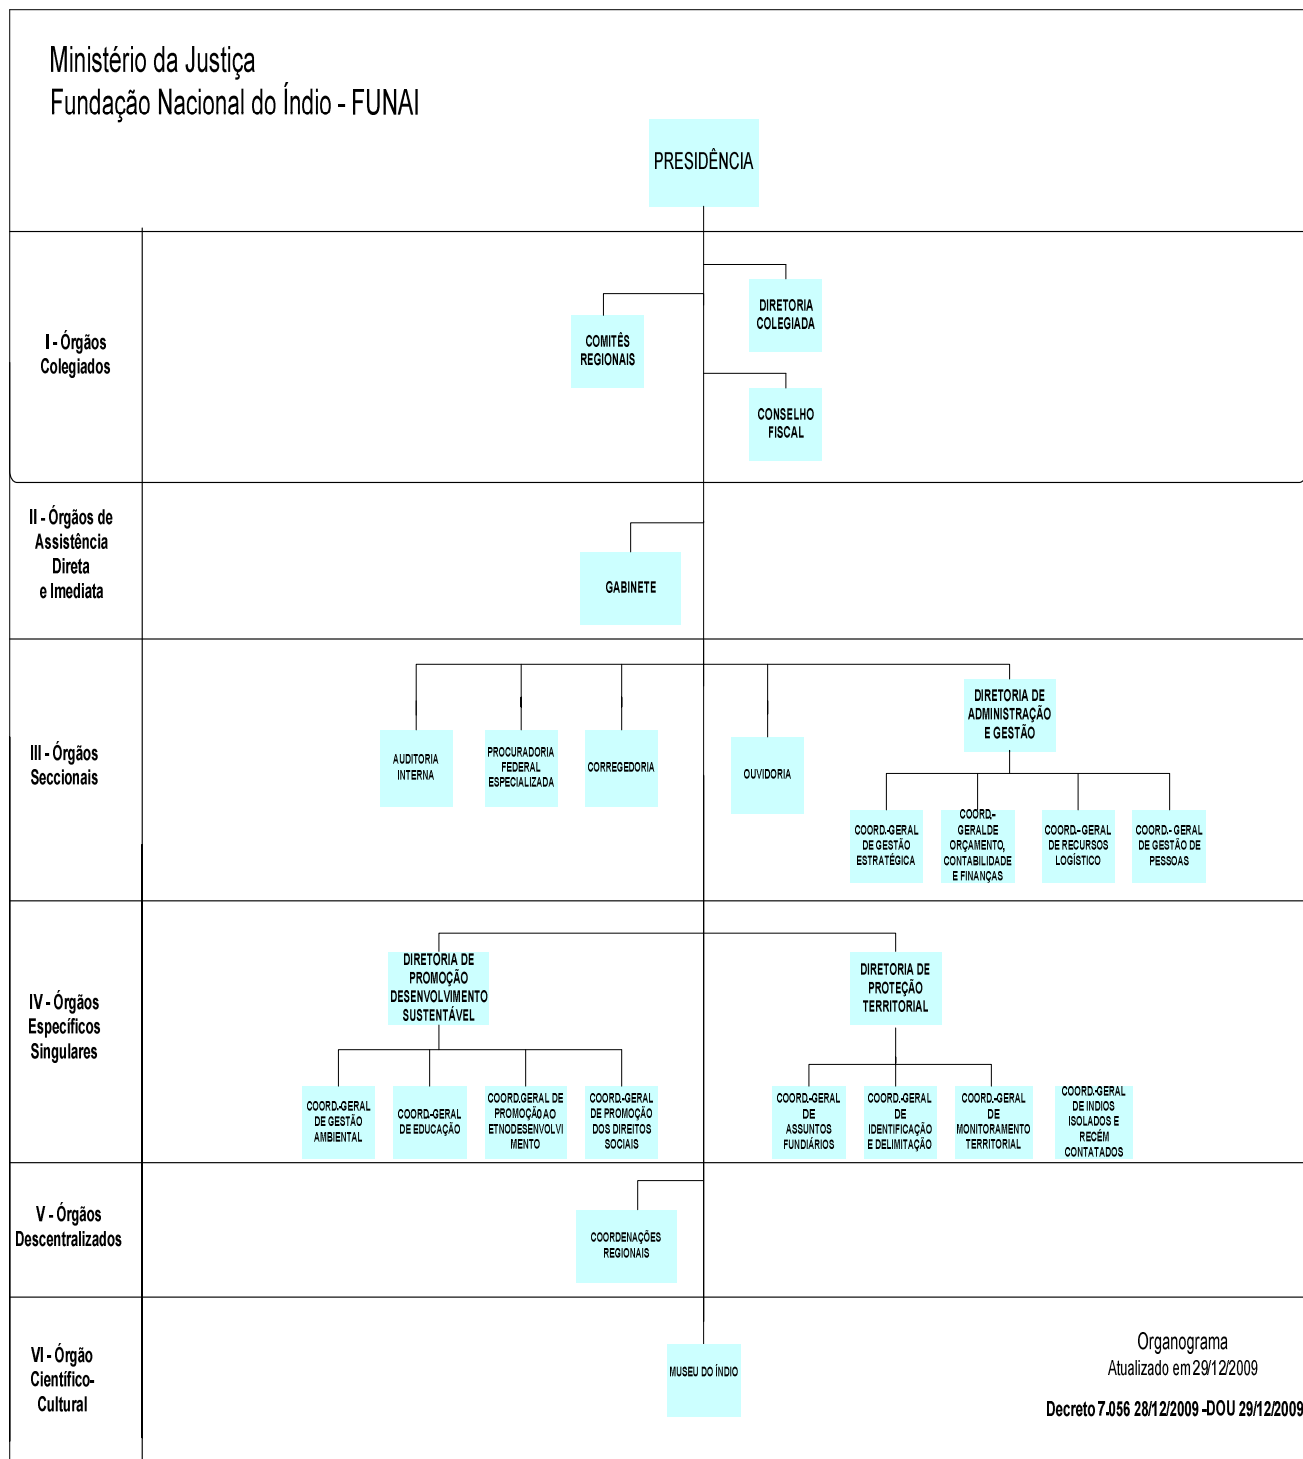 Ministério da Justiça
Fundação Nacional do Índio - FUNAI
PRESIDÊNCIA
I - Órgãos
Colegiados
DIRETORIA
COLEGIADA
COMITÊS
REGIONAIS
CONSELHO
FISCAL
II - Órgãos de
Assistência
Direta
e Imediata
GABINETE
III - Órgãos
Seccionais
AUDITORIA
INTERNA
PROCURADORIA
FEDERAL
ESPECIALIZADA
CORREGEDORIA
OUVIDORIA
DIRETORIA DE
ADMINISTRAÇÃO
E GESTÃO
COORD.-GERAL
DE GESTÃO
ESTRATÉGICA
COORD.-
GERALDE
ORÇAMENTO,
CONTABILIDADE
E FINANÇAS
COORD.- GERAL
DE RECURSOS
LOGÍSTICO
COORD.- GERAL
DE GESTÃO DE
PESSOAS
IV - Órgãos
Específicos
Singulares
DIRETORIA DE
PROMOÇÃO
DESENVOLVIMENTO
SUSTENTÁVEL
DIRETORIA DE
PROTEÇÃO
TERRITORIAL
COORD.-GERAL
DE GESTÃO
AMBIENTAL
COORD.-GERAL
DE EDUCAÇÃO
COORD.GERAL DE
PROMOÇÃO AO
ETNODESENVOLVI
MENTO
COORD.-GERAL
DE PROMOÇÃO
DOS DIREITOS
SOCIAIS
COORD.-GERAL
DE
ASSUNTOS
FUNDIÁRIOS
COORD.-GERAL
DE
IDENTIFICAÇÃO
E DELIMITAÇÃO
COORD.-GERAL
DE
MONITORAMENTO
TERRITORIAL
COORD.-GERAL
DE INDIOS
ISOLADOS E
RECÉM
CONTATADOS
V - Órgãos
Descentralizados
COORDENAÇÕES
REGIONAIS
VI - Órgão
Científico-
Cultural
MUSEU DO ÍNDIO
Organograma
Atualizado em 29/12/2009
Decreto 7.056 28/12/2009 -DOU 29/12/2009